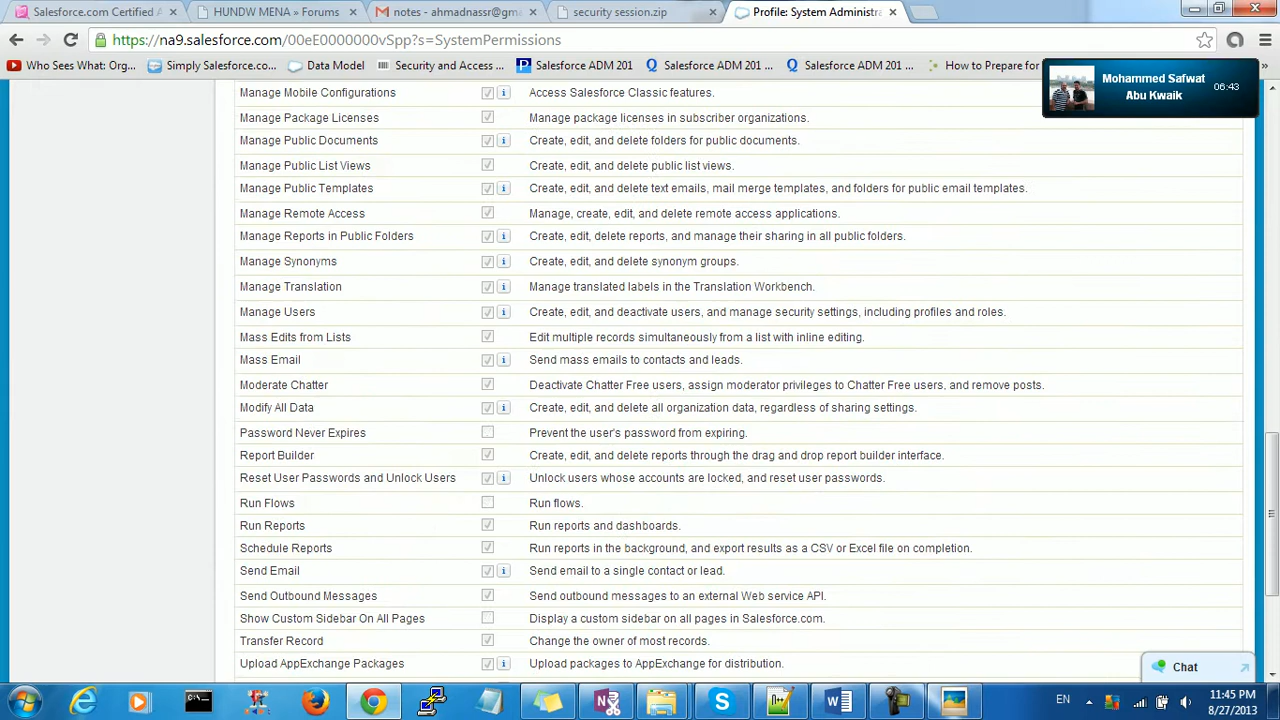 Salesforce.com Certified A
HUNDW MENA » Forums
notes - ahmadnassr@gma
security session.zip
Profile: System Administra
https://na9.salesforce.com/00eE0000000vSpp?s=SystemPermissions
Who Sees What: Org...
Simply Salesforce.co...
Data Model
Security and Access ...
Salesforce ADM 201
Salesforce ADM 201 ...
Salesforce ADM 201 ...
How to Prepare for
Mohammed Safwat
Abu Kwaik
06:43
Manage Mobile Configurations Access Salesforce Classic features.
Manage Package Licenses Manage package licenses in subscriber organizations.
Manage Public Documents Create, edit, and delete folders for public documents.
Manage Public List Views Create, edit, and delete public list views.
Manage Public Templates Create, edit, and delete text emails, mail merge templates, and folders for public email templates.
Manage Remote Access Manage, create, edit, and delete remote access applications.
Manage Reports in Public Folders Create, edit, delete reports, and manage their sharing in all public folders.
Manage Synonyms Create, edit, and delete synonym groups.
Manage Translation Manage translated labels in the Translation Workbench.
Manage Users Create, edit, and deactivate users, and manage security settings, including profiles and roles.
Mass Edits from Lists Edit multiple records simultaneously from a list with inline editing.
Mass Email Send mass emails to contacts and leads.
Moderate Chatter Deactivate Chatter Free users, assign moderator privileges to Chatter Free users, and remove posts.
Modify All Data Create, edit, and delete all organization data, regardless of sharing settings.
Password Never Expires Prevent the user's password from expiring.
Report Builder Create, edit, and delete reports through the drag and drop report builder interface.
Reset User Passwords and Unlock Users Unlock users whose accounts are locked, and reset user passwords.
Run Flows Run flows.
Run Reports Run reports and dashboards.
Schedule Reports Run reports in the background, and export results as a CSV or Excel file on completion.
Send Email Send email to a single contact or lead.
Send Outbound Messages Send outbound messages to an external Web service API.
Show Custom Sidebar On All Pages Display a custom sidebar on all pages in Salesforce.com.
Transfer Record Change the owner of most records.
Upload AppExchange Packages Upload packages to AppExchange for distribution.
Chat
EN
11:45 PM
8/27/2013